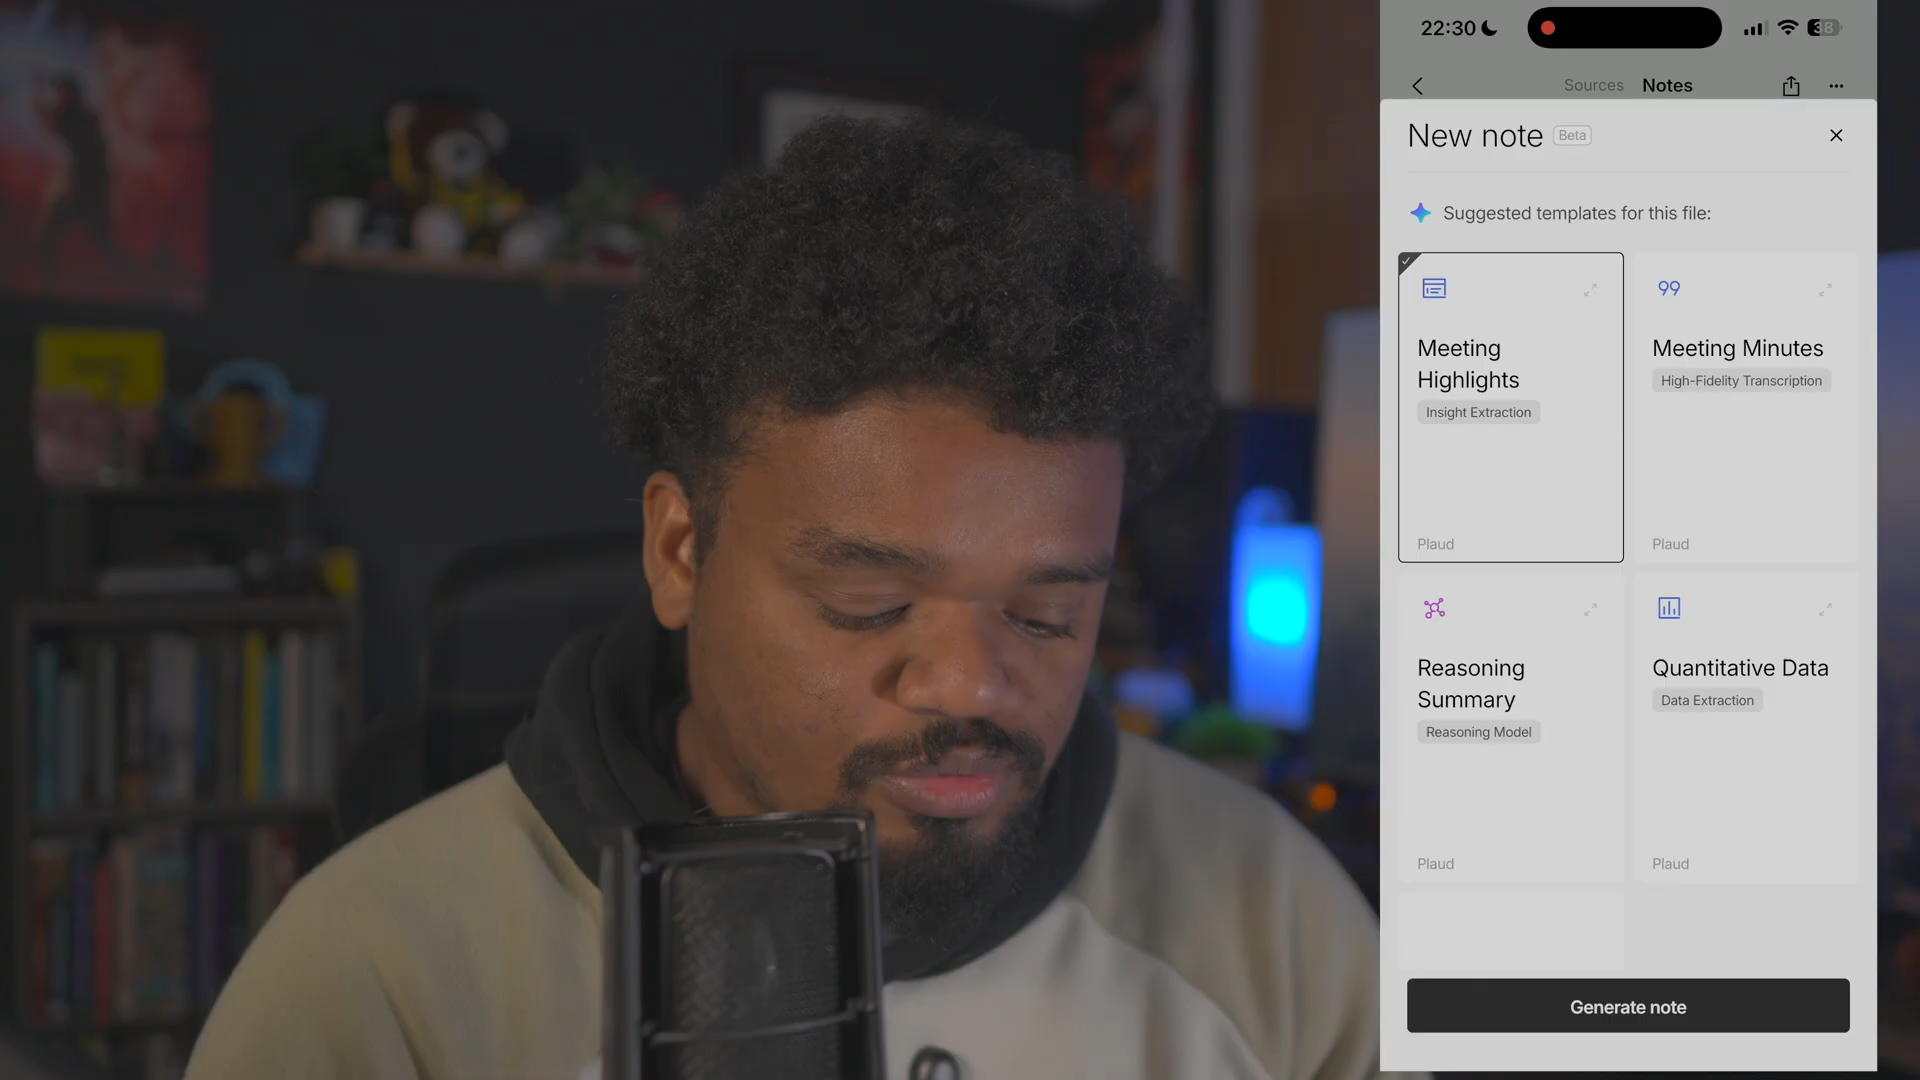 22:30
38
Sources Notes
New note Beta
Suggested templates for this file:
Meeting
Highlights
Insight Extraction
Plaud
Meeting Minutes
High-Fidelity Transcription
Plaud
Reasoning
Summary
Reasoning Model
Plaud
Quantitative Data
Data Extraction
Plaud
Generate note